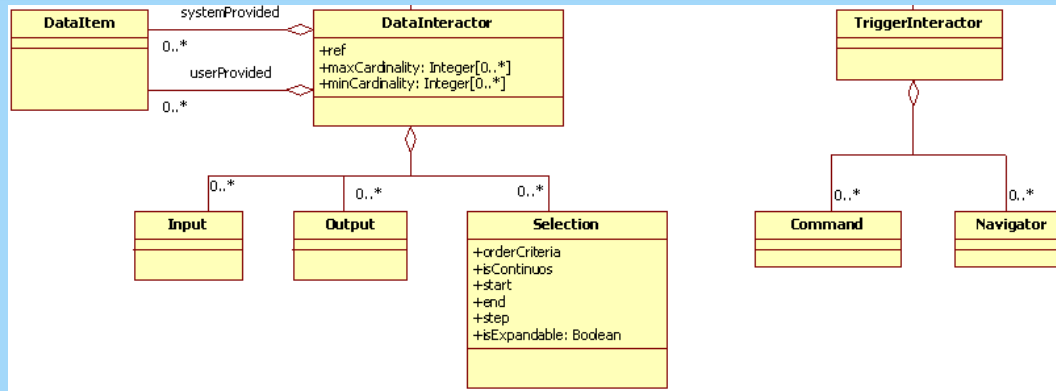 DataItem
systemProvided
0..*
userProvided
0..*
DataInteractor
+ref
+maxCardinality: Integer[0..*]
+minCardinality: Integer[0..*]
TriggerInteractor
0..*
0..*
0..*
0..*
0..*
Input
Output
Selection
+orderCriteria
+isContinuos
+start
+end
+step
+isExpandable: Boolean
Command
Navigator